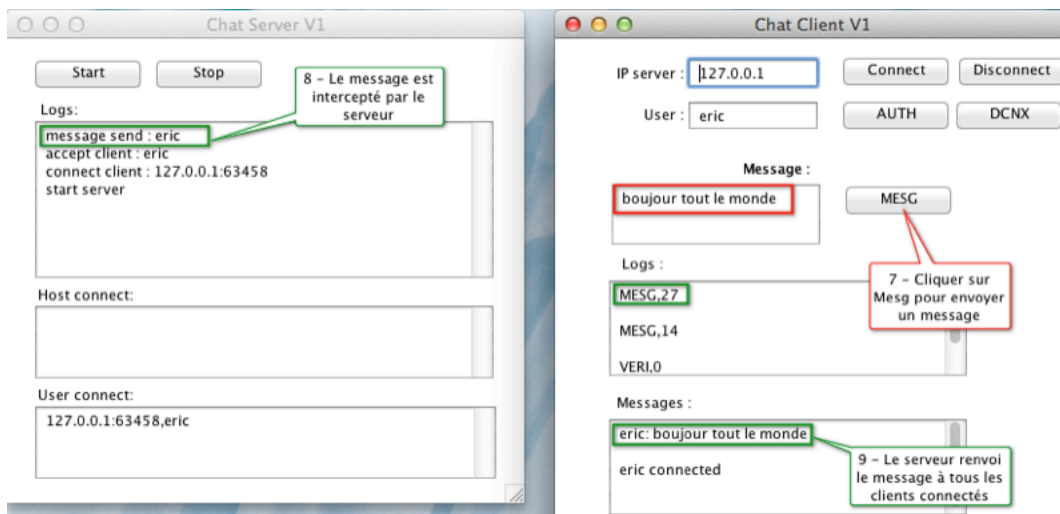 Chat Server V1
Start
Stop
8 - Le message est
intercepté par le
serveur
Logs:
message send : eric
accept client : eric
connect client : 127.0.0.1:63458
start server
Host connect:
User connect:
127.0.0.1:63458,eric
Chat Client V1
IP server :
127.0.0.1
Connect
Disconnect
User :
eric
AUTH
DCNX
Message :
boujour tout le monde
MESG
7 - Cliquer sur
Mesg pour envoyer
un message
Logs :
MESG,27
MESG,14
VERI,0
Messages :
eric: boujour tout le monde
eric connected
9 - Le serveur renvoi
le message à tous les
clients connectés